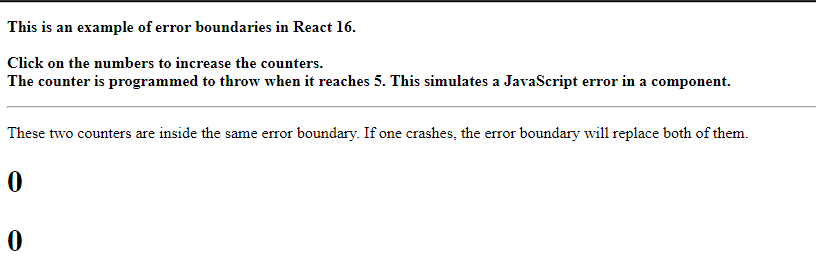 This is an example of error boundaries in React 16.
Click on the numbers to increase the counters.
The counter is programmed to throw when it reaches 5. This simulates a JavaScript error in a component.
These two counters are inside the same error boundary. If one crashes, the error boundary will replace both of them.
0
0